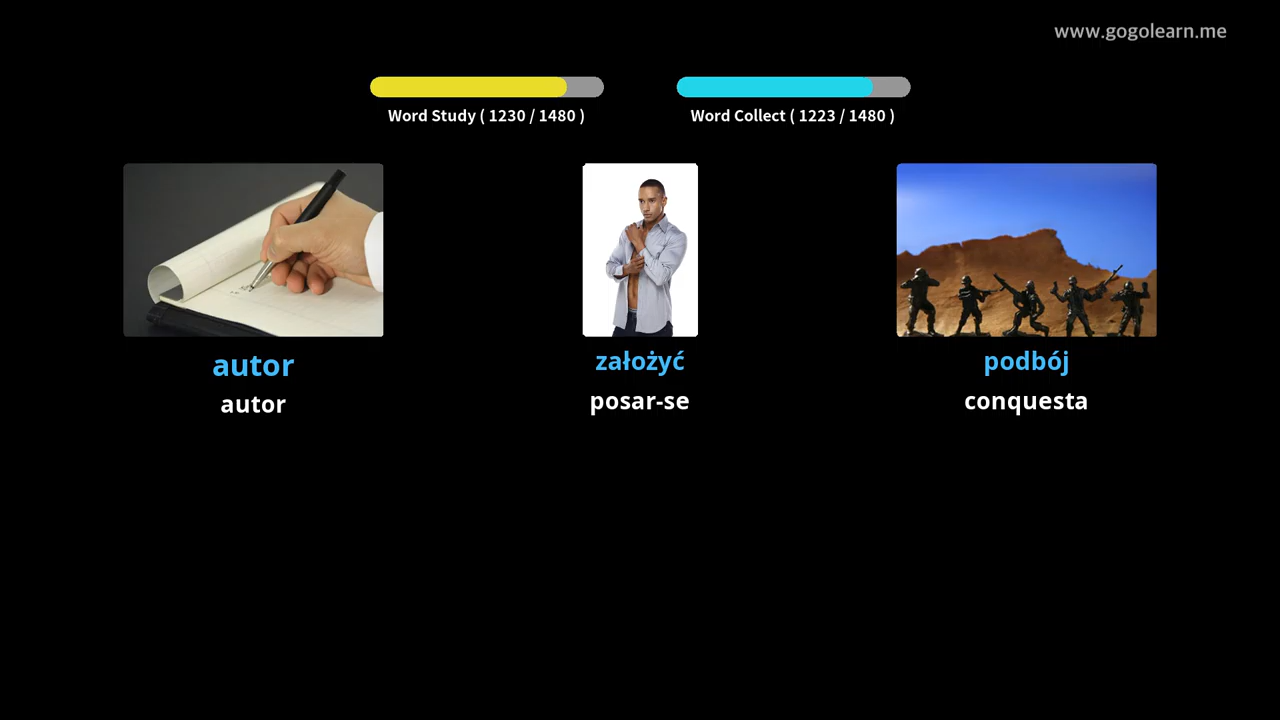 www.gogolearn.me
Word Study ( 1230 / 1480 )
Word Collect ( 1223 / 1480 )
autor
autor
założyć
posar-se
podbój
conquesta